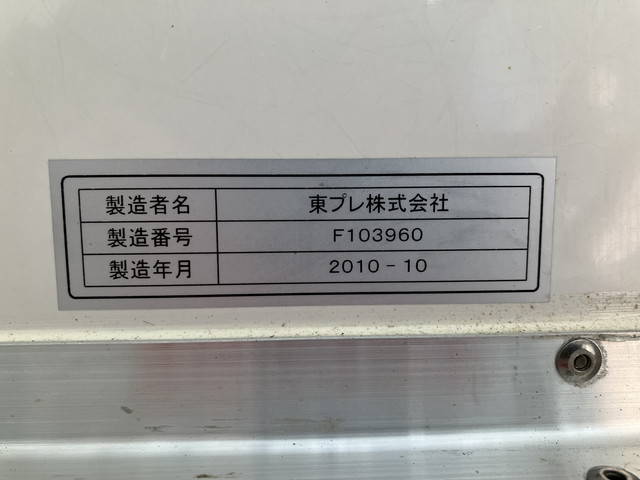 製造者名 東プレ株式会社
製造番号 F103960
製造年月 2010-10